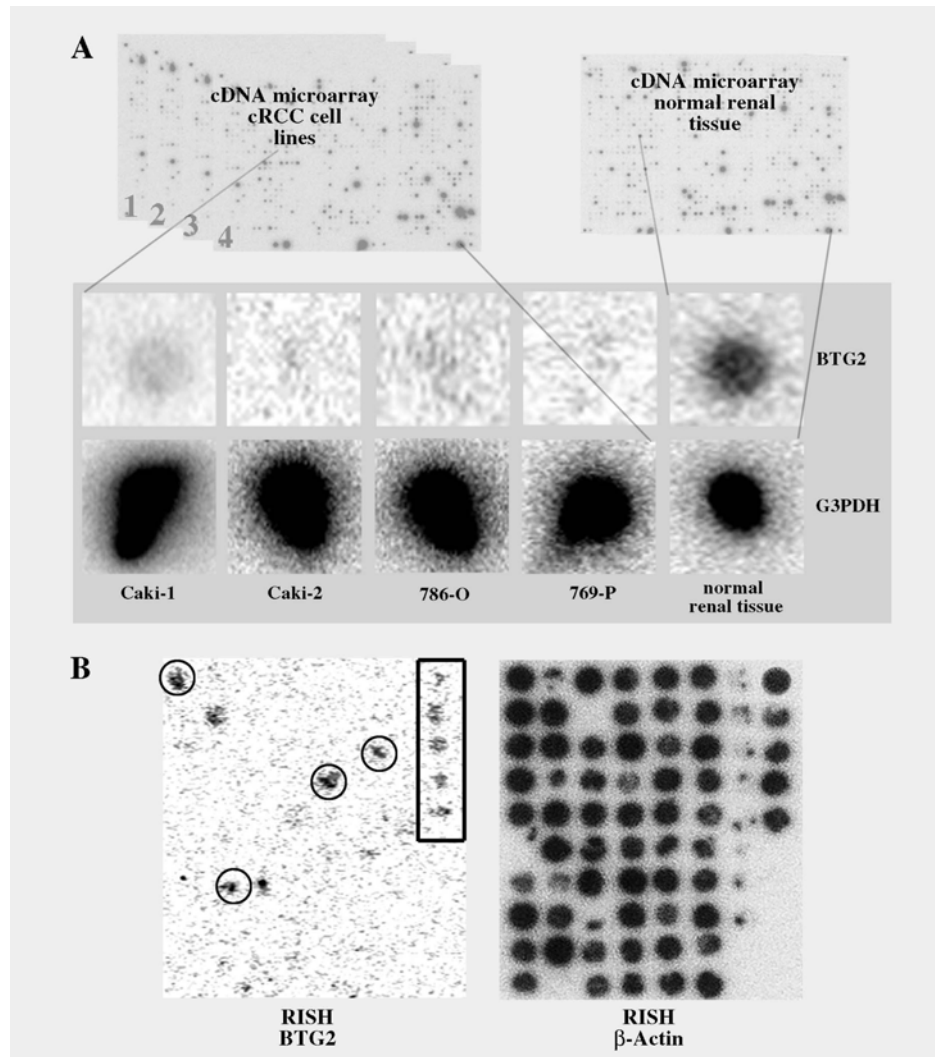 A
cDNA microarray
cRCC cell
lines
cDNA microarray
normal renal
tissue
1
2
3
4
BTG2
G3PDH
Caki-1
Caki-2
786-O
769-P
normal
renal tissue
B
RISH
BTG2
RISH
β-Actin